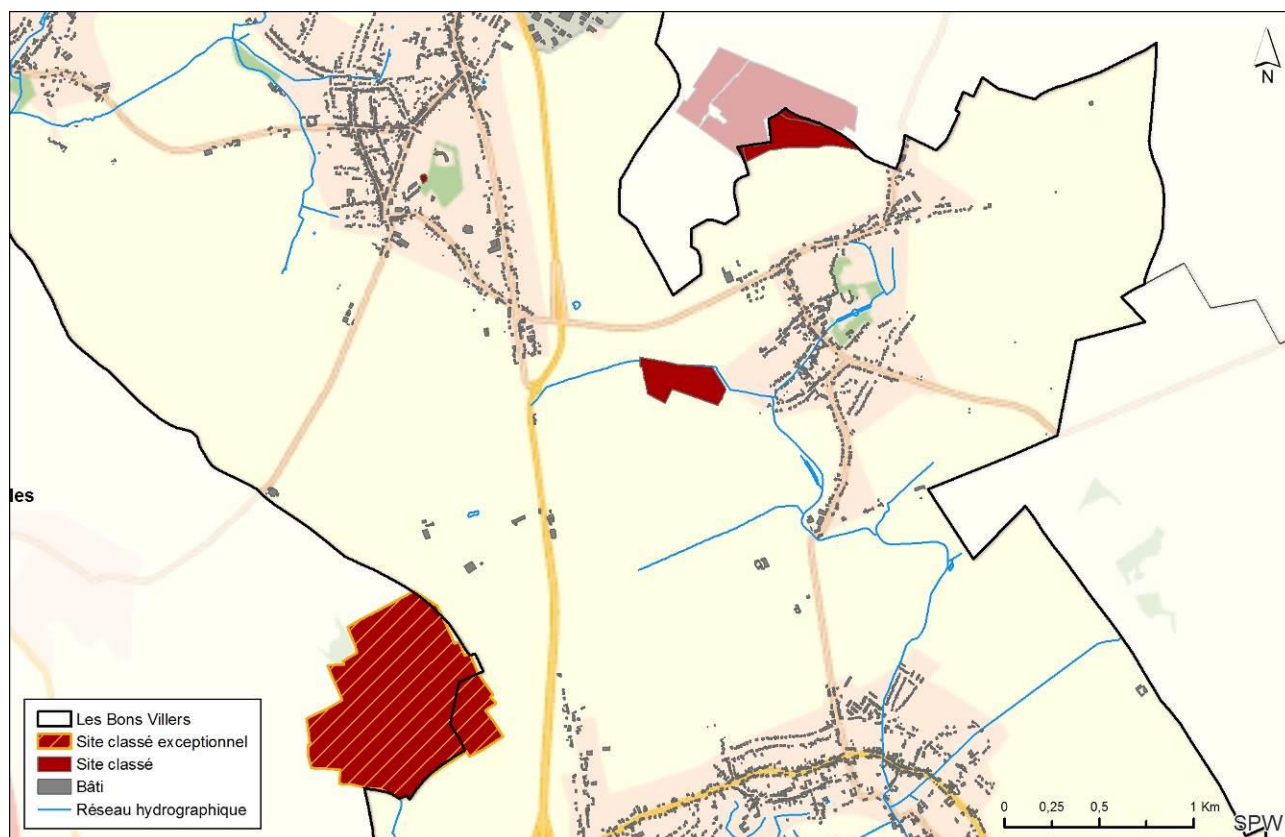 N
les
Les Bons Villers
Site classé exceptionnel
Site classé
Bâti
Réseau hydrographique
0 0,25 0,5 1 Km
SPW